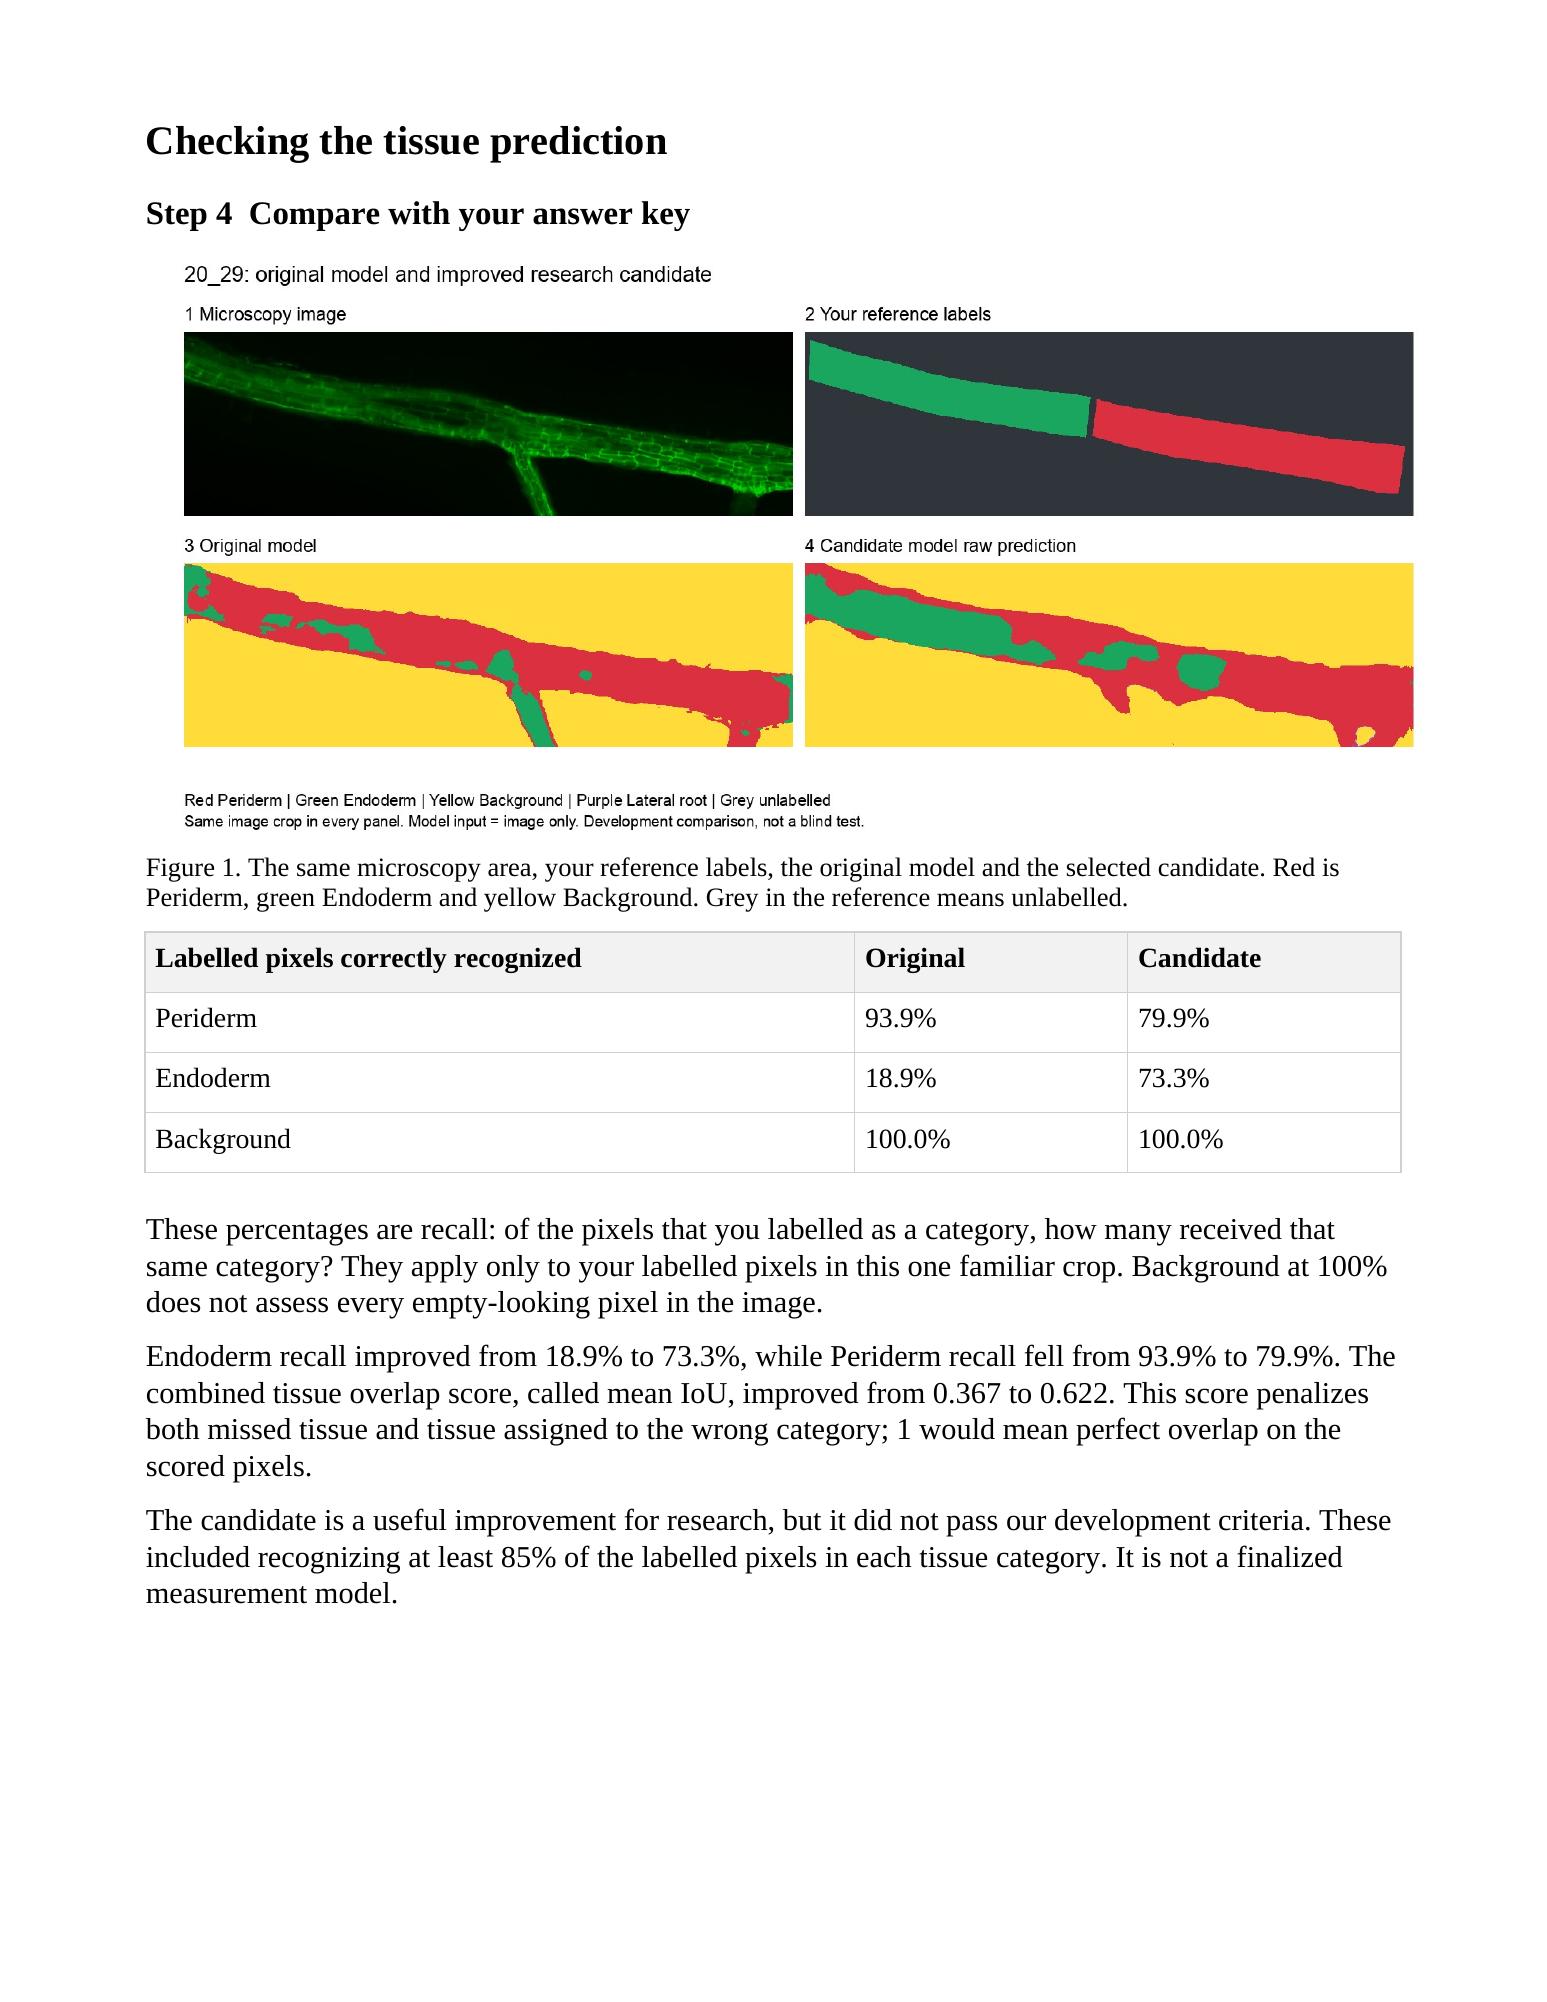 Checking the tissue prediction
Step 4  Compare with your answer key
20_29: original model and improved research candidate
1 Microscopy image
2 Your reference labels
3 Original model
4 Candidate model raw prediction
Red Periderm | Green Endoderm | Yellow Background | Purple Lateral root | Grey unlabelled
Same image crop in every panel. Model input = image only. Development comparison, not a blind test.
Figure 1. The same microscopy area, your reference labels, the original model and the selected candidate. Red is
Periderm, green Endoderm and yellow Background. Grey in the reference means unlabelled.
Labelled pixels correctly recognized Original Candidate
Periderm 93.9% 79.9%
Endoderm 18.9% 73.3%
Background 100.0% 100.0%
These percentages are recall: of the pixels that you labelled as a category, how many received that
same category? They apply only to your labelled pixels in this one familiar crop. Background at 100%
does not assess every empty-looking pixel in the image.
Endoderm recall improved from 18.9% to 73.3%, while Periderm recall fell from 93.9% to 79.9%. The
combined tissue overlap score, called mean IoU, improved from 0.367 to 0.622. This score penalizes
both missed tissue and tissue assigned to the wrong category; 1 would mean perfect overlap on the
scored pixels.
The candidate is a useful improvement for research, but it did not pass our development criteria. These
included recognizing at least 85% of the labelled pixels in each tissue category. It is not a finalized
measurement model.